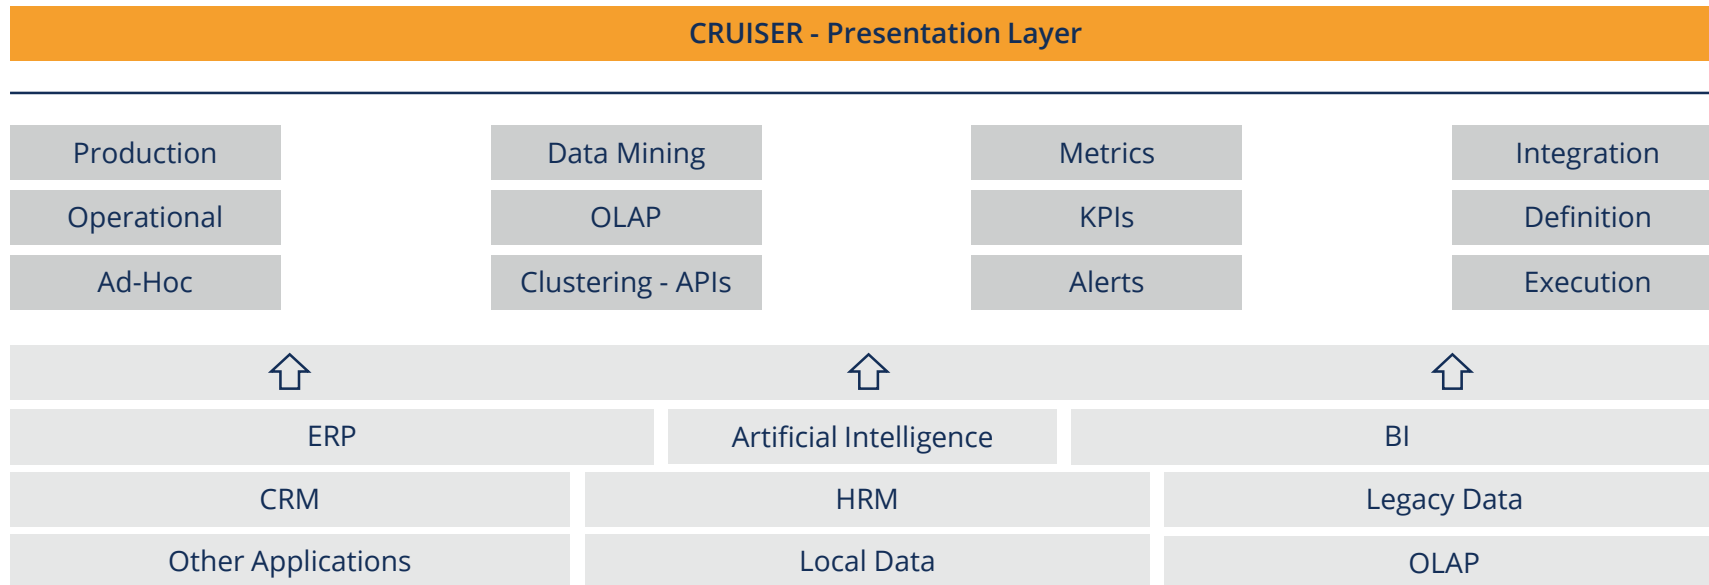 CRUISER - Presentation Layer
Production
Data Mining
Metrics
Integration
Operational
OLAP
KPIs
Definition
Ad-Hoc
Clustering - APIs
Alerts
Execution
ERP
Artificial Intelligence
BI
CRM
HRM
Legacy Data
Other Applications
Local Data
OLAP